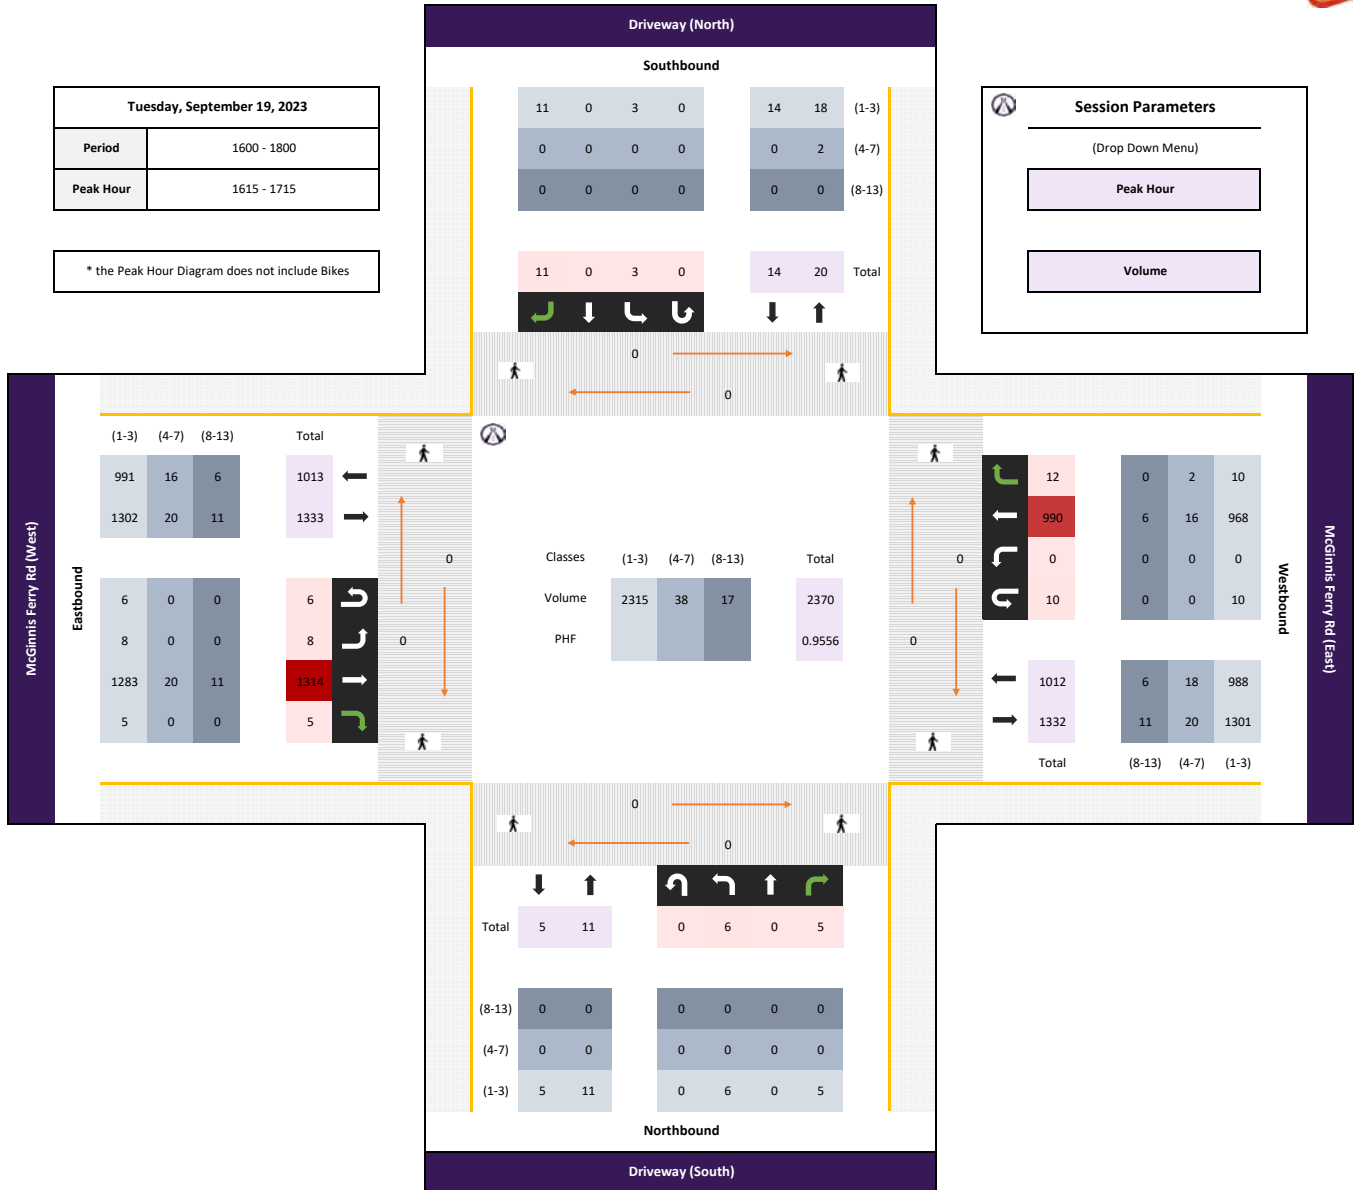 Driveway (North)
Southbound
Tuesday, September 19, 2023
Period 1600 - 1800
Peak Hour 1615 - 1715
* the Peak Hour Diagram does not include Bikes
Session Parameters
(Drop Down Menu)
Peak Hour
Volume
11 0 3 0 14 18 (1-3)
0 0 0 0 0 2 (4-7)
0 0 0 0 0 0 (8-13)
11 0 3 0 14 20 Total
0
0
McGinnis Ferry Rd (West)
Eastbound
(1-3) (4-7) (8-13) Total
991 16 6 1013
1302 20 11 1333
6 0 0 6
8 0 0 8
1283 20 11 1314
5 0 0 5
0
0
Classes (1-3) (4-7) (8-13) Total
Volume 2315 38 17 2370
PHF 0.9556
0
0
12 0 2 10
990 6 16 968
0 0 0 0
10 0 0 10
1012 6 18 988
1332 11 20 1301
Total (8-13) (4-7) (1-3)
Westbound
McGinnis Ferry Rd (East)
0
0
Total 5 11 0 6 0 5
(8-13) 0 0 0 0 0 0
(4-7) 0 0 0 0 0 0
(1-3) 5 11 0 6 0 5
Northbound
Driveway (South)